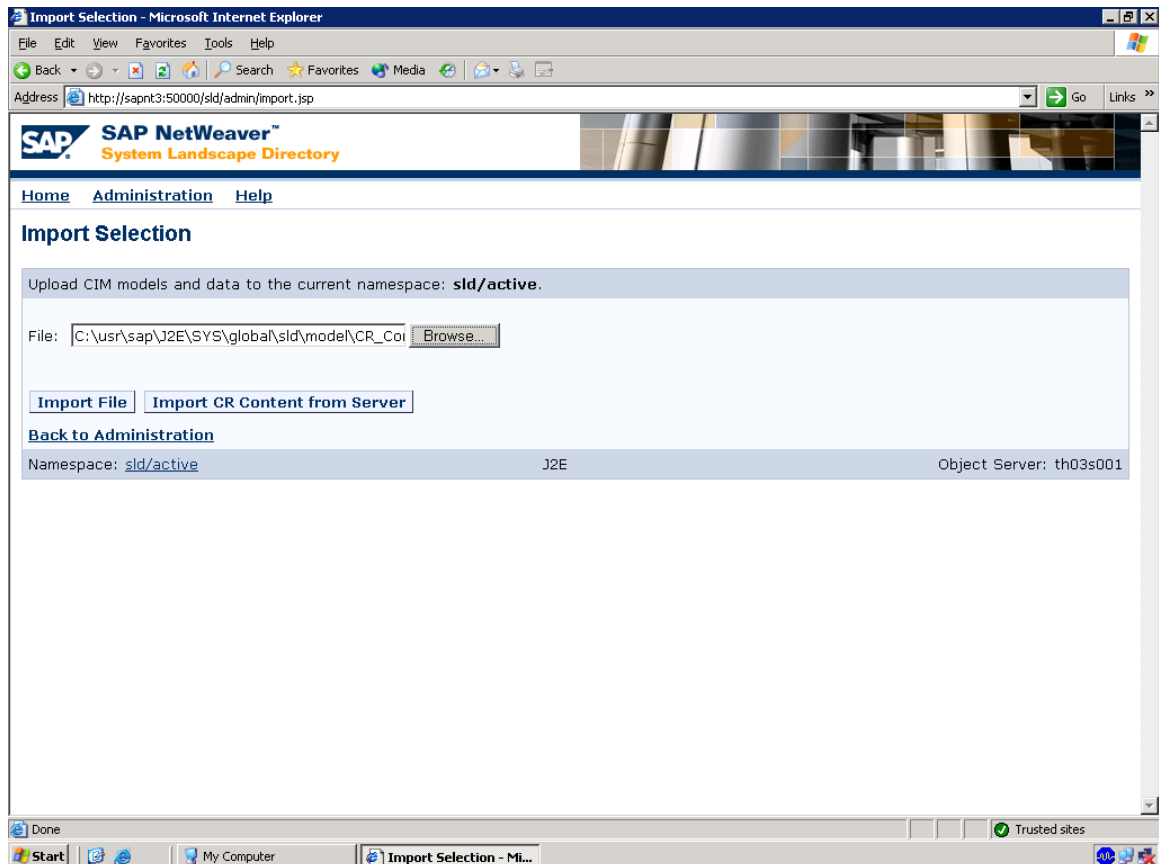 Import Selection - Microsoft Internet Explorer
File Edit View Favorites Tools Help
Back Search Favorites Media
Address http://sapnt3:50000/sld/admin/import.jsp Go Links »
SAP SAP NetWeaver™
System Landscape Directory
Home Administration Help
Import Selection
Upload CIM models and data to the current namespace: sld/active.
File: C:\usr\sap\J2E\SYS\global\sld\model\CR_Co Browse...
Import File Import CR Content from Server
Back to Administration
Namespace: sld/active J2E Object Server: th03s001
Done Trusted sites
Start My Computer Import Selection - Mi...